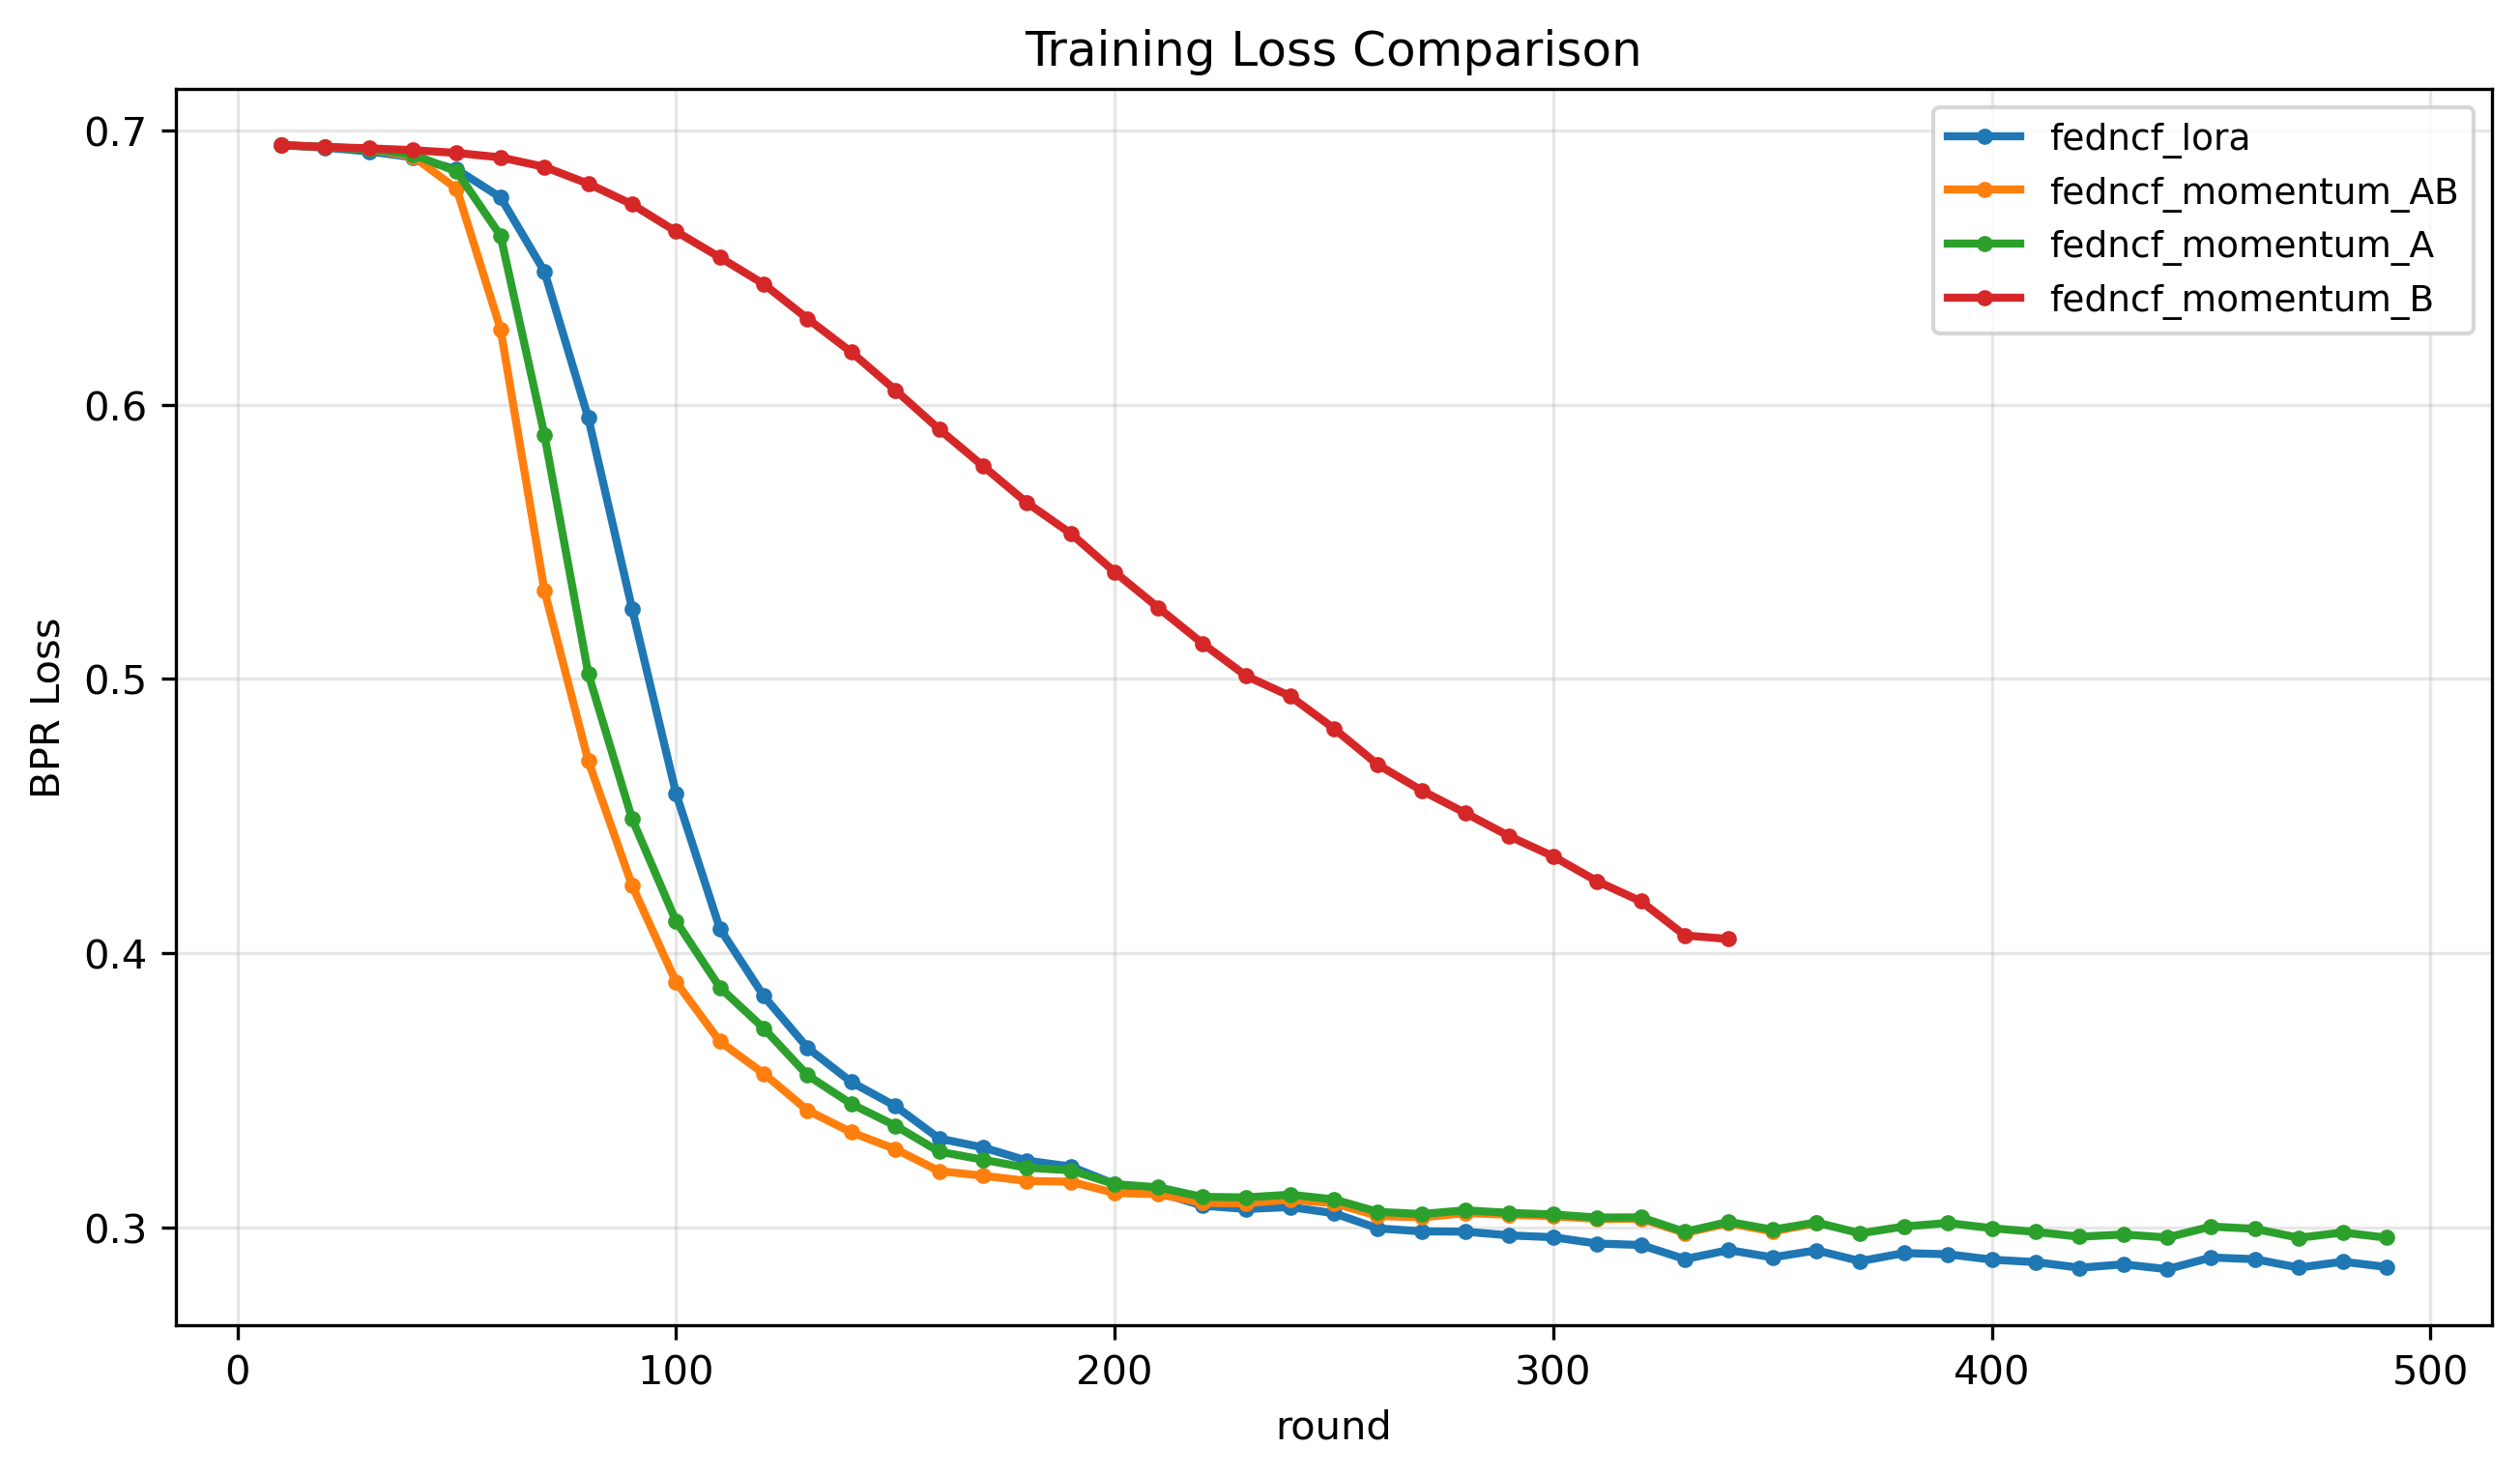 Training Loss Comparison
fedncf_lora
fedncf_momentum_AB
fedncf_momentum_A
fedncf_momentum_B
BPR Loss
0.7
0.6
0.5
0.4
0.3
0 100 200 300 400 500
round